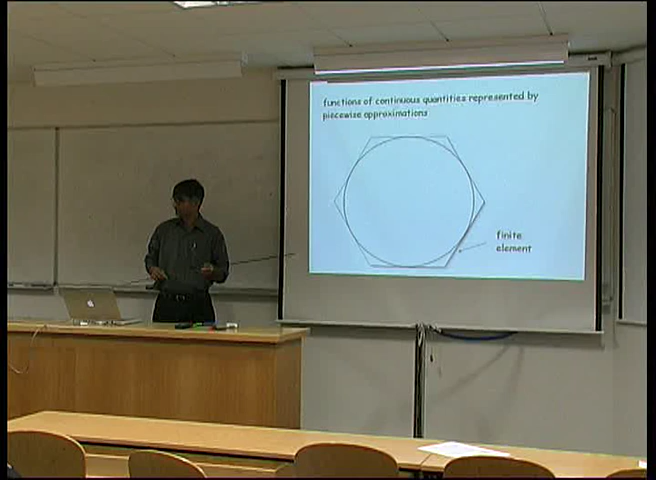 functions of continuous quantities represented by
piecewise approximations
finite
element